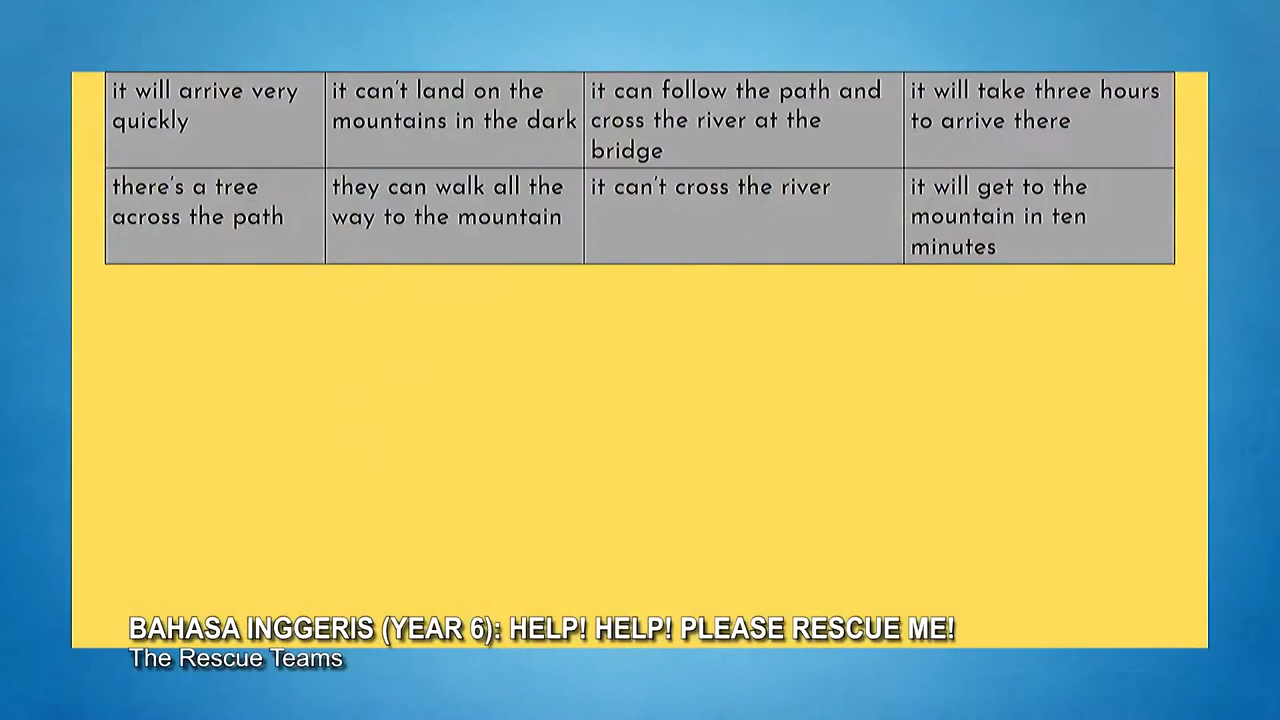 it will arrive very
quickly
it can't land on the
mountains in the dark
it can follow the path and
cross the river at the
bridge
it will take three hours
to arrive there
there's a tree
across the path
they can walk all the
way to the mountain
it can't cross the river
it will get to the
mountain in ten
minutes
BAHASA INGGERIS (YEAR 6): HELP! HELP! PLEASE RESCUE ME!
The Rescue Teams